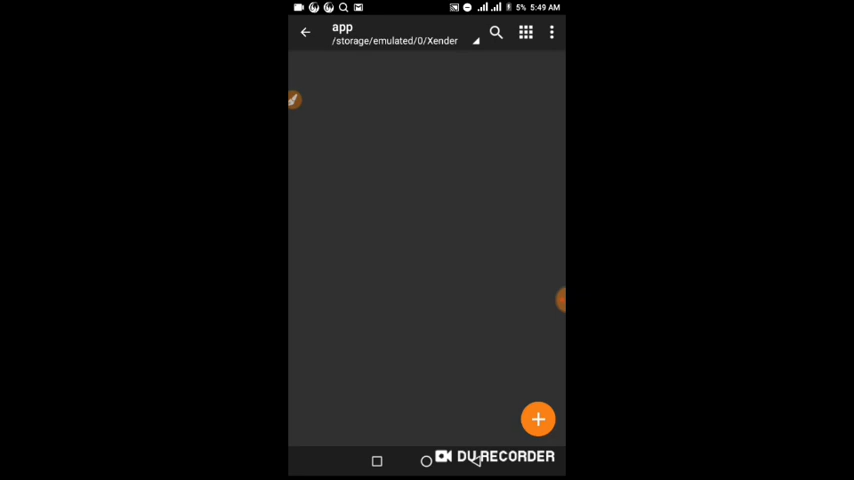 5% 5:49 AM
app
/storage/emulated/0/Xender
DU RECORDER